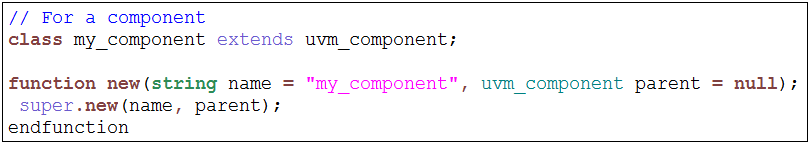 // For a component
class my_component extends uvm_component;
function new(string name = "my_component", uvm_component parent = null);
super.new(name, parent);
endfunction